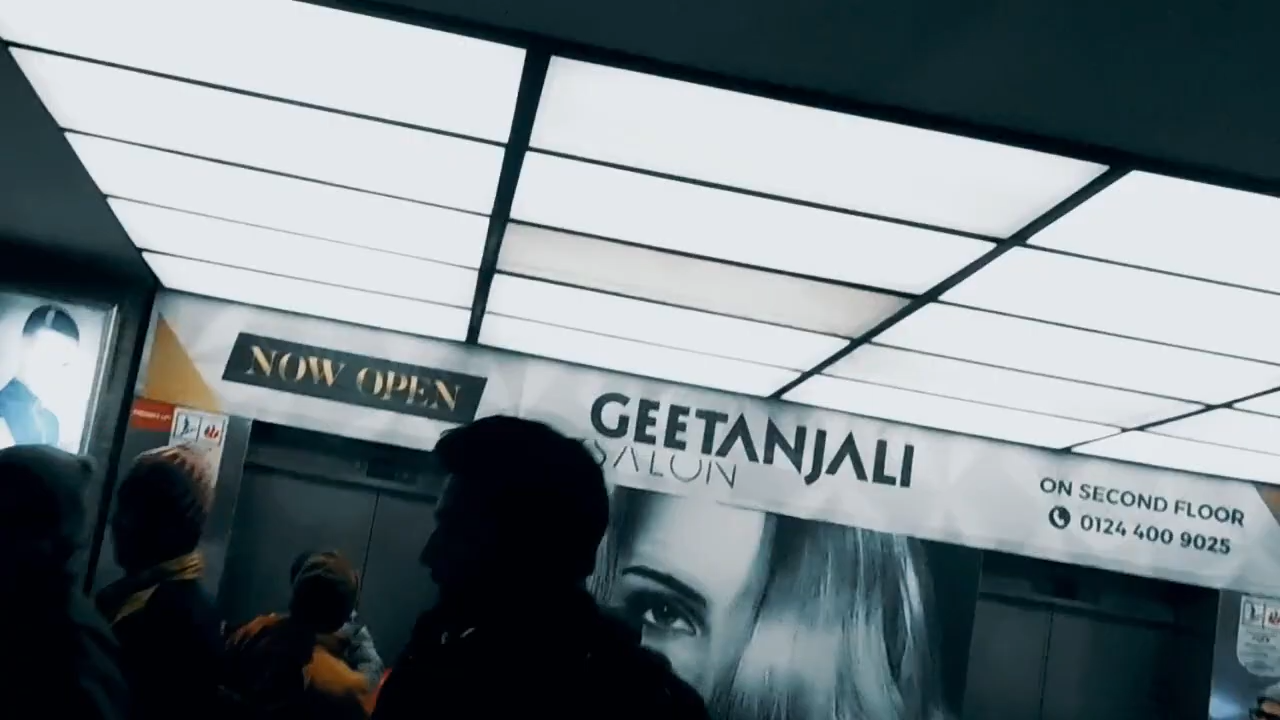 NOW OPEN
GEETANJALI
SALON
ON SECOND FLOOR
0124 400 9025